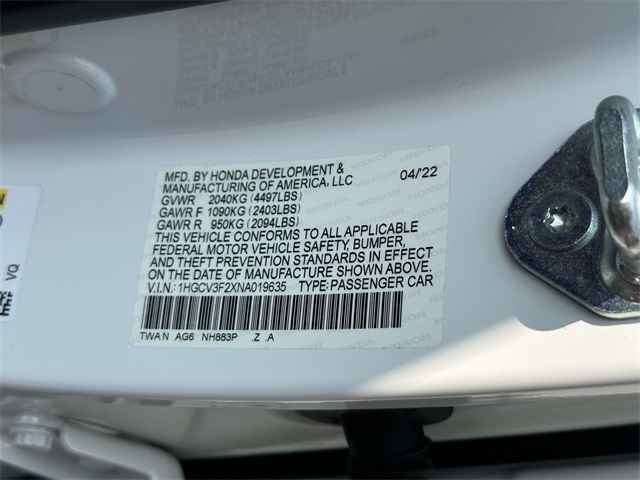 MFD. BY HONDA DEVELOPMENT &
MANUFACTURING OF AMERICA, LLC 04/'22
GVWR 2040KG (4497LBS)
GAWR F 1090KG (2403LBS)
GAWR R 950KG (2094LBS)
THIS VEHICLE CONFORMS TO ALL APPLICABLE
FEDERAL MOTOR VEHICLE SAFETY, BUMPER,
AND THEFT PREVENTION STANDARDS IN EFFECT
ON THE DATE OF MANUFACTURE SHOWN ABOVE.
V.I.N.: 1HGCV3F2XNA019635 TYPE: PASSENGER CAR
TWA N AG6 NH883P .Z .A
VQ